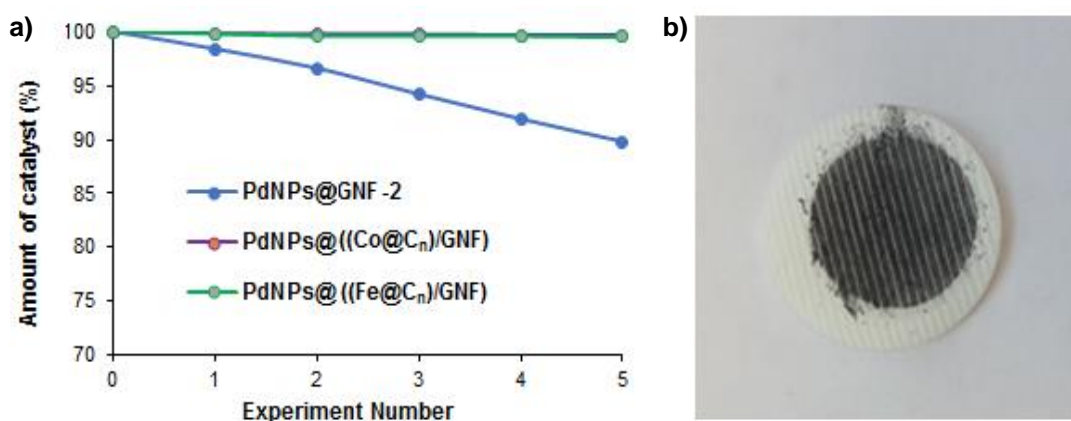 a)
Amount of catalyst (%)
100
95
90
85
80
75
70
PdNPs@GNF-2
PdNPs@((Co@Cn)/GNF)
PdNPs@((Fe@Cn)/GNF)
0 1 2 3 4 5
Experiment Number
b)